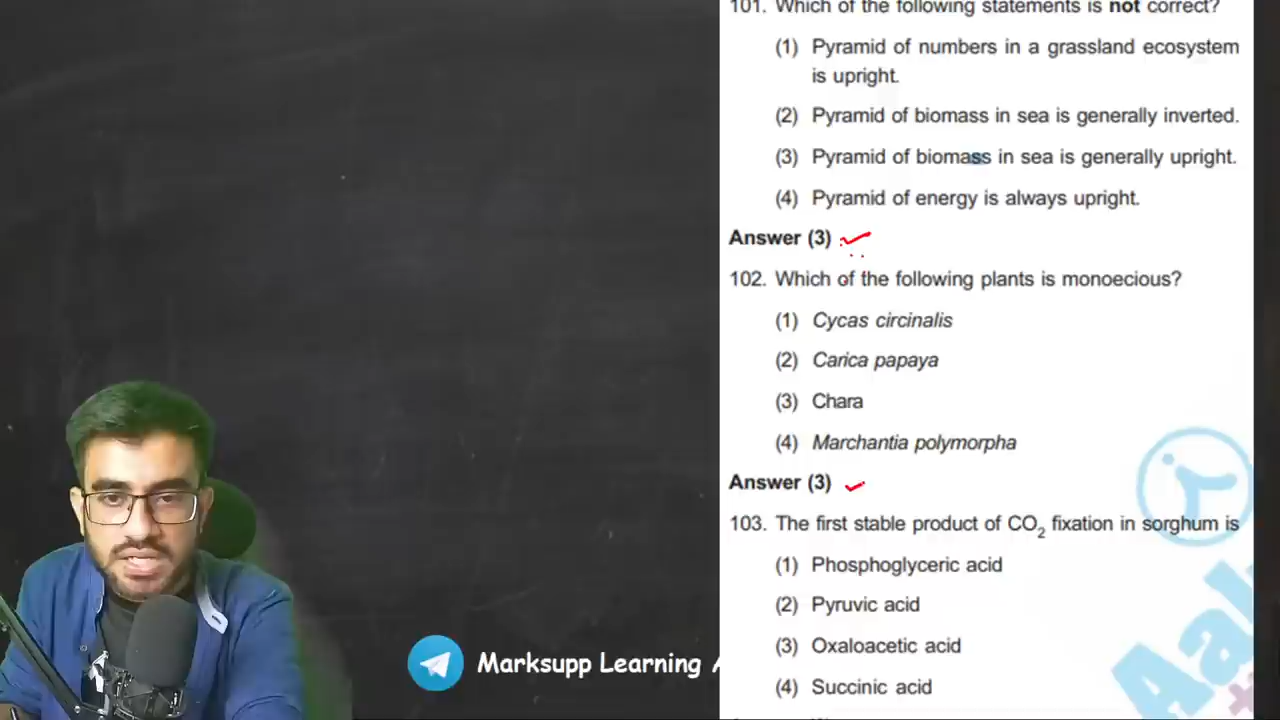 101. Which of the following statements is not correct?
(1) Pyramid of numbers in a grassland ecosystem
is upright.
(2) Pyramid of biomass in sea is generally inverted.
(3) Pyramid of biomass in sea is generally upright.
(4) Pyramid of energy is always upright.
Answer (3)
102. Which of the following plants is monoecious?
(1) Cycas circinalis
(2) Carica papaya
(3) Chara
(4) Marchantia polymorpha
Answer (3)
103. The first stable product of CO2 fixation in sorghum is
(1) Phosphoglyceric acid
(2) Pyruvic acid
(3) Oxaloacetic acid
(4) Succinic acid
Marksupp Learning